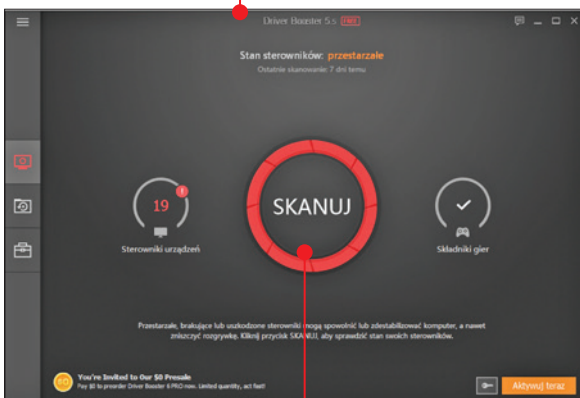 Driver Booster 5.5 FREE
Stan sterowników: przestarzałe
Ostatnie skanowanie: 7 dni temu
19
!
SKANUJ
Sterowniki urządzeń
Składniki gier
Przestarzałe, brakujące lub uszkodzone sterowniki mogą spowolnić lub zdestabilizować komputer, a nawet
zniszczyć rozgrywkę. Kliknij przycisk SKANUJ, aby sprawdzić stan swoich sterowników.
You're Invited to Our $0 Presale
Pay $0 to preorder Driver Booster 6 PRO now. Limited quantity, act fast!
Aktywuj teraz